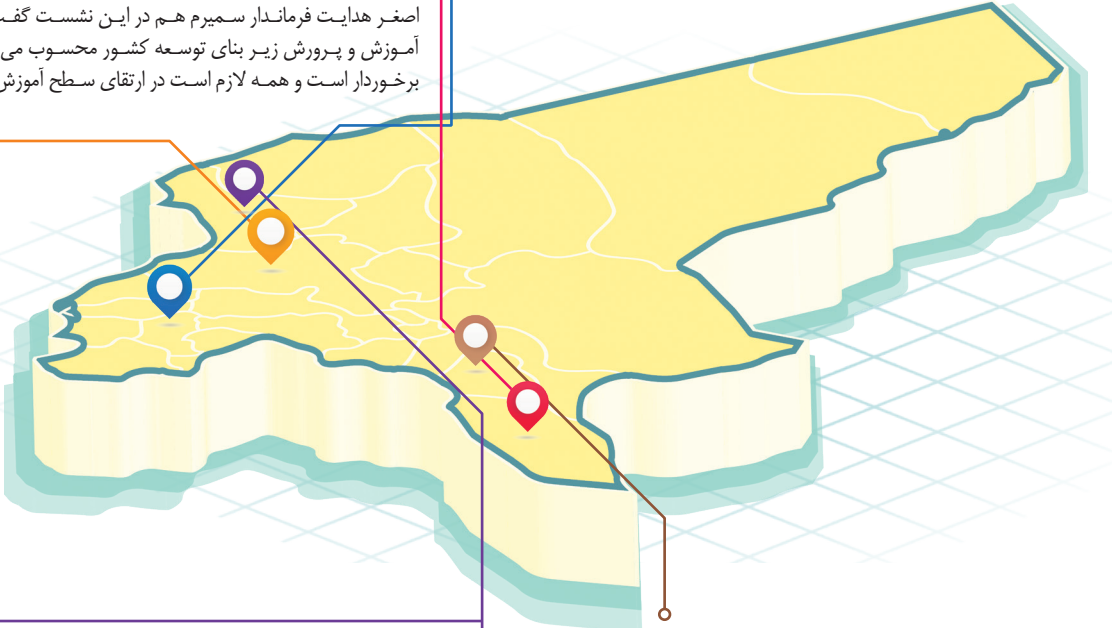 اصغر هدایت فرماندار سمیرم هم در این نشست گفت
آموزش و پرورش زیر بنای توسعه کشور محسوب می
برخوردار است و همه لازم است در ارتقای سطح آموزش